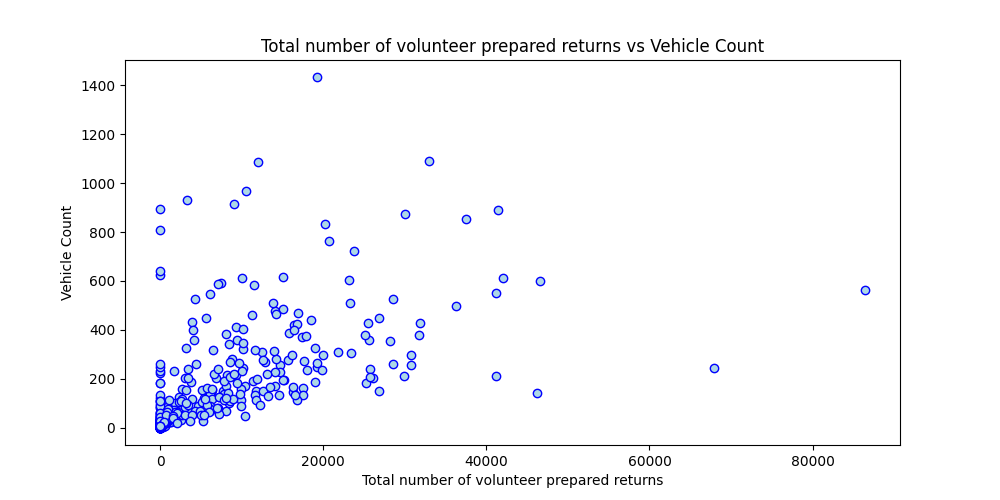 Total number of volunteer prepared returns vs Vehicle Count
1400
1200
1000
800
600
400
200
0
Vehicle Count
0 20000 40000 60000 80000
Total number of volunteer prepared returns